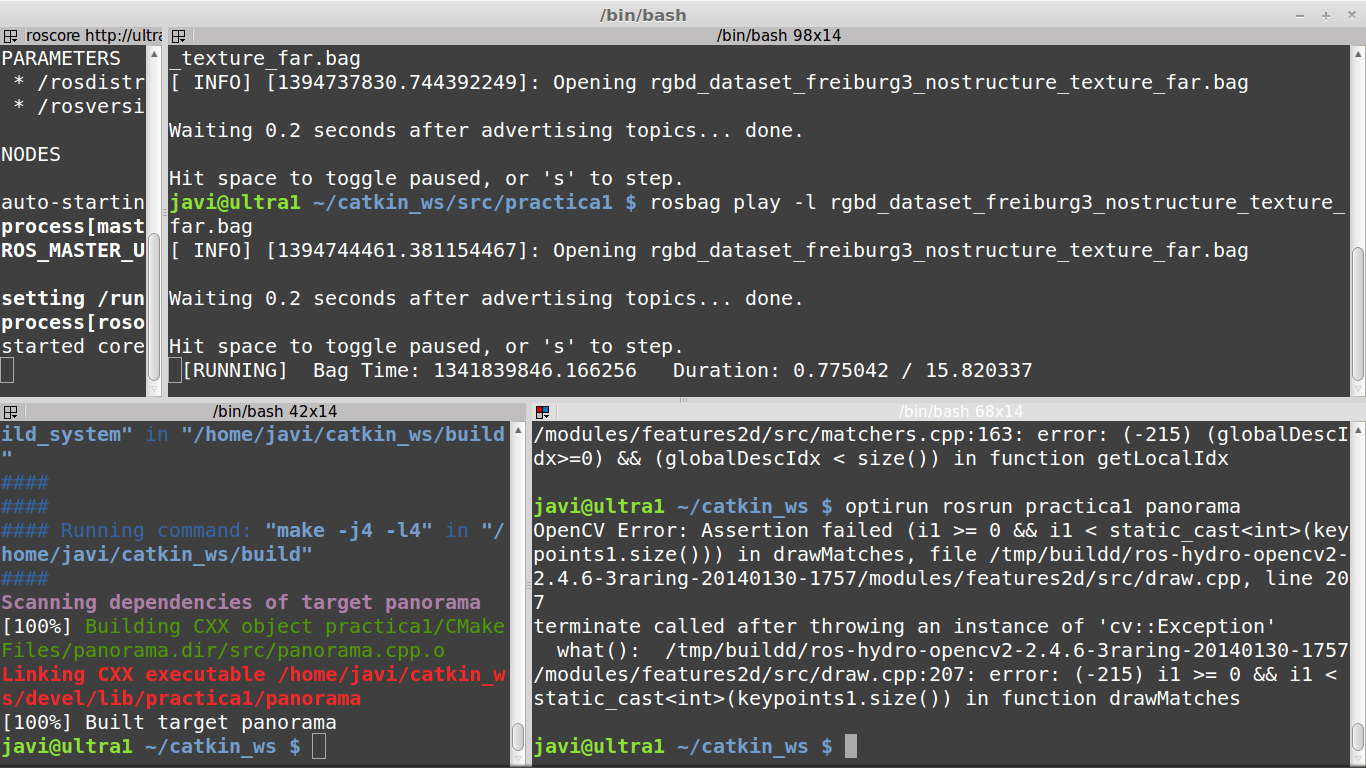 /bin/bash
roscore http://ultra
PARAMETERS
* /rosdistr
* /rosversi
NODES
auto-startin
process[mast
ROS_MASTER_U
setting /run
process[roso
started core
/bin/bash 98x14
_texture_far.bag
[ INFO] [1394737830.744392249]: Opening rgbd_dataset_freiburg3_nostructure_texture_far.bag
Waiting 0.2 seconds after advertising topics... done.
Hit space to toggle paused, or 's' to step.
javi@ultra1 ~/catkin_ws/src/practica1 $ rosbag play -l rgbd_dataset_freiburg3_nostructure_texture_
far.bag
[ INFO] [1394744461.381154467]: Opening rgbd_dataset_freiburg3_nostructure_texture_far.bag
Waiting 0.2 seconds after advertising topics... done.
Hit space to toggle paused, or 's' to step.
[RUNNING]  Bag Time: 1341839846.166256   Duration: 0.775042 / 15.820337
/bin/bash 42x14
ild_system" in "/home/javi/catkin_ws/build
"
####
####
#### Running command: "make -j4 -l4" in "/
home/javi/catkin_ws/build"
####
Scanning dependencies of target panorama
[100%] Building CXX object practica1/CMake
Files/panorama.dir/src/panorama.cpp.o
Linking CXX executable /home/javi/catkin_w
s/devel/lib/practica1/panorama
[100%] Built target panorama
javi@ultra1 ~/catkin_ws $
/bin/bash 68x14
/modules/features2d/src/matchers.cpp:163: error: (-215) (globalDescI
dx>=0) && (globalDescIdx < size()) in function getLocalIdx
javi@ultra1 ~/catkin_ws $ optirun rosrun practica1 panorama
OpenCV Error: Assertion failed (i1 >= 0 && i1 < static_cast<int>(key
points1.size())) in drawMatches, file /tmp/buildd/ros-hydro-opencv2-
2.4.6-3raring-20140130-1757/modules/features2d/src/draw.cpp, line 20
7
terminate called after throwing an instance of 'cv::Exception'
what():  /tmp/buildd/ros-hydro-opencv2-2.4.6-3raring-20140130-1757
/modules/features2d/src/draw.cpp:207: error: (-215) i1 >= 0 && i1 <
static_cast<int>(keypoints1.size()) in function drawMatches
javi@ultra1 ~/catkin_ws $